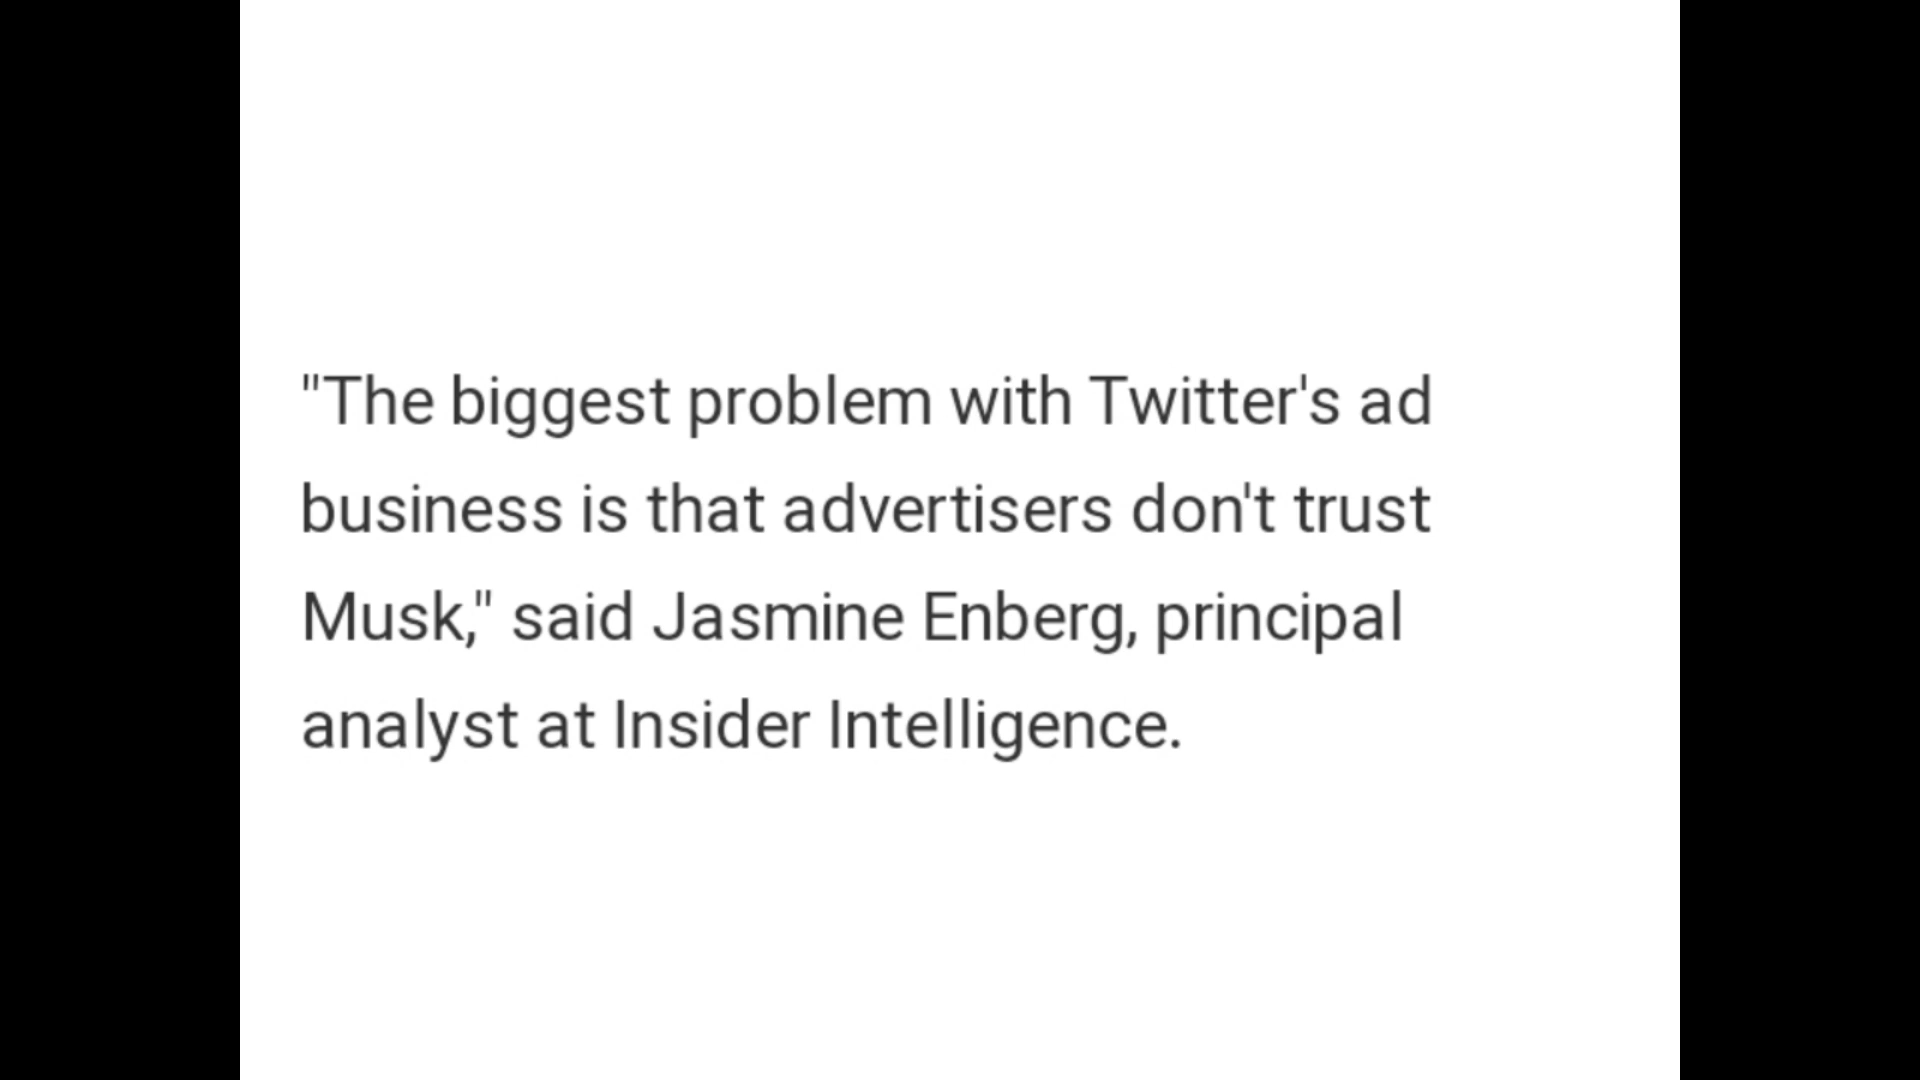 "The biggest problem with Twitter's ad
business is that advertisers don't trust
Musk," said Jasmine Enberg, principal
analyst at Insider Intelligence.